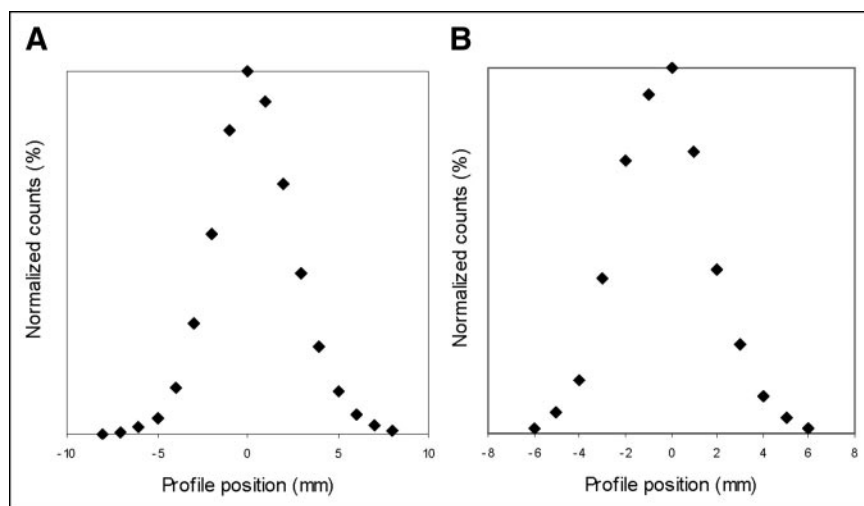 A
B
Normalized counts (%)
-10
-5
0
5
10
Profile position (mm)
Normalized counts (%)
-8
-6
-4
-2
0
2
4
6
8
Profile position (mm)